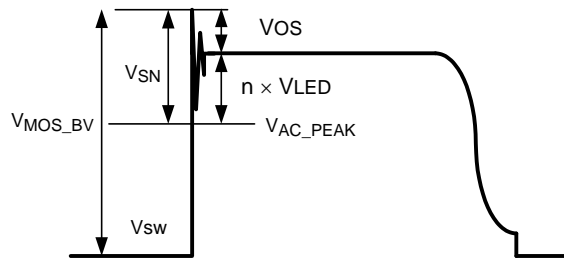 VOS
VSN
n × VLED
VMOS_BV
VAC_PEAK
Vsw